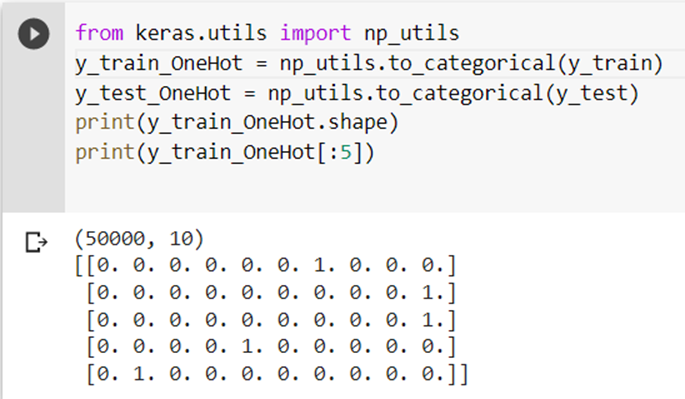 from keras.utils import np_utils
y_train_OneHot = np_utils.to_categorical(y_train)
y_test_OneHot = np_utils.to_categorical(y_test)
print(y_train_OneHot.shape)
print(y_train_OneHot[:5])
(50000, 10)
[[0. 0. 0. 0. 0. 0. 1. 0. 0. 0.]
 [0. 0. 0. 0. 0. 0. 0. 0. 0. 1.]
 [0. 0. 0. 0. 0. 0. 0. 0. 0. 1.]
 [0. 0. 0. 0. 1. 0. 0. 0. 0. 0.]
 [0. 1. 0. 0. 0. 0. 0. 0. 0. 0.]]